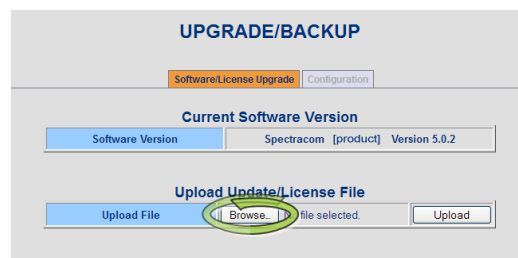 UPGRADE/BACKUP
Software/License Upgrade Configuration
Current Software Version
Software Version Spectracom [product] Version 5.0.2
Upload Update/License File
Upload File Browse... file selected. Upload